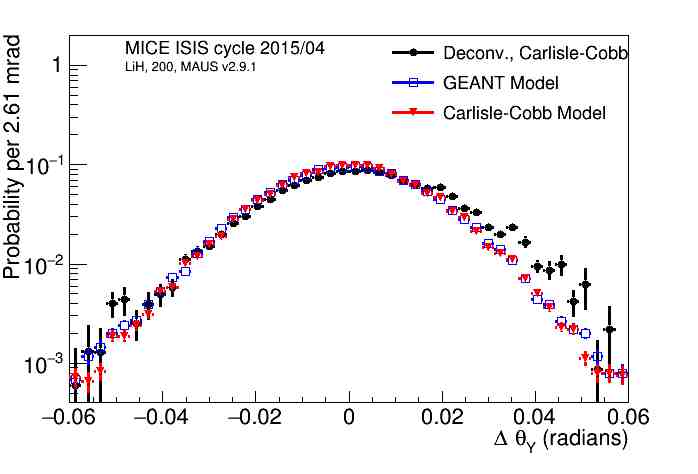 MICE ISIS cycle 2015/04
LiH, 200, MAUS v2.9.1
Deconv., Carlisle-Cobb
GEANT Model
Carlisle-Cobb Model
Probability per 2.61 mrad
1
10⁻¹
10⁻²
10⁻³
−0.06 −0.04 −0.02 0 0.02 0.04 0.06
Δ θ_Y (radians)